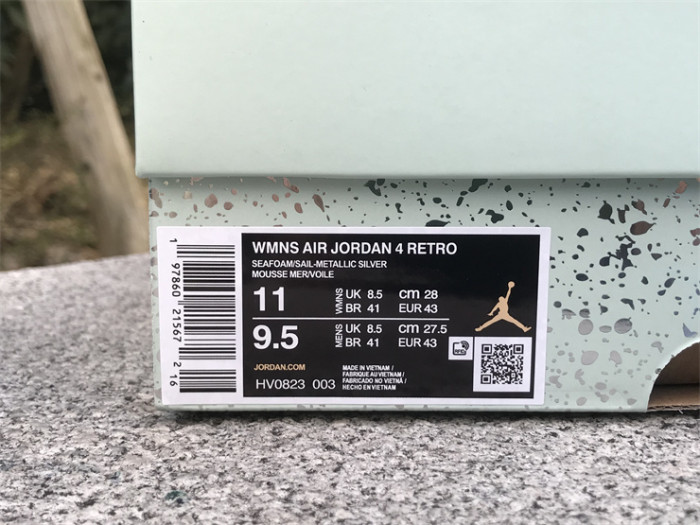 WMNS AIR JORDAN 4 RETRO
SEAFOAM/SAIL-METALLIC SILVER
MOUSSE MER/VOILE
11 WMNS UK 8.5 cm 28
BR 41 EUR 43
9.5 MENS UK 8.5 cm 27.5
BR 41 EUR 43
JORDAN.COM
HV0823 003
MADE IN VIETNAM /
FABRIQUE AU VIETNAM /
FABRICADO NO VIETNÃ /
HECHO EN VIETNAM
1 97860 21567 2 16